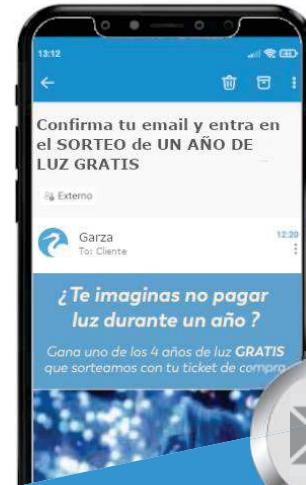 13:12
Confirma tu email y entra en
el SORTEO de UN AÑO DE
LUZ GRATIS
Externo
Garza
12:20
To: Cliente
¿Te imaginas no pagar
luz durante un año ?
Gana uno de los 4 años de luz GRATIS
que sorteamos con tu ticket de compra